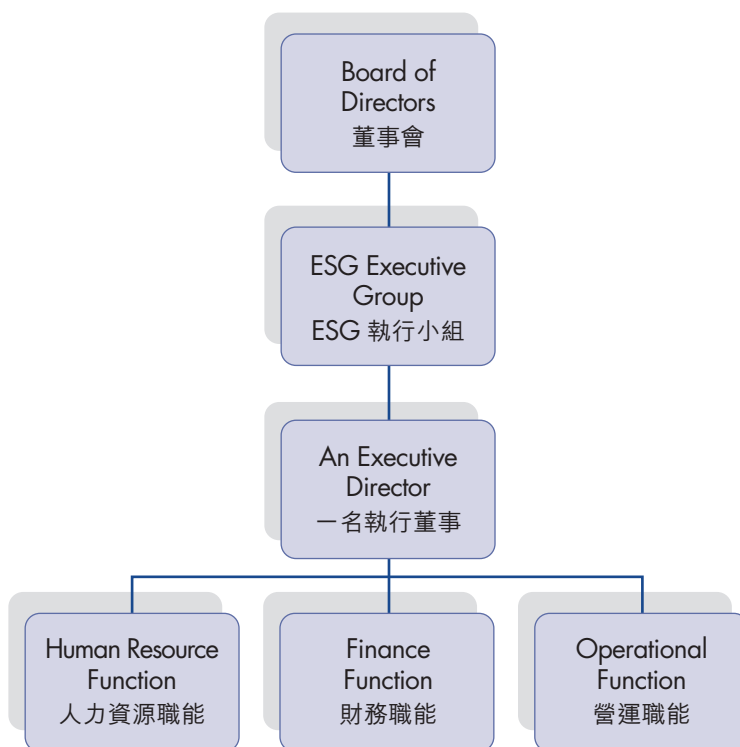 Board of
Directors
董事會
ESG Executive
Group
ESG 執行小組
An Executive
Director
一名執行董事
Human Resource
Function
人力資源職能
Finance
Function
財務職能
Operational
Function
營運職能